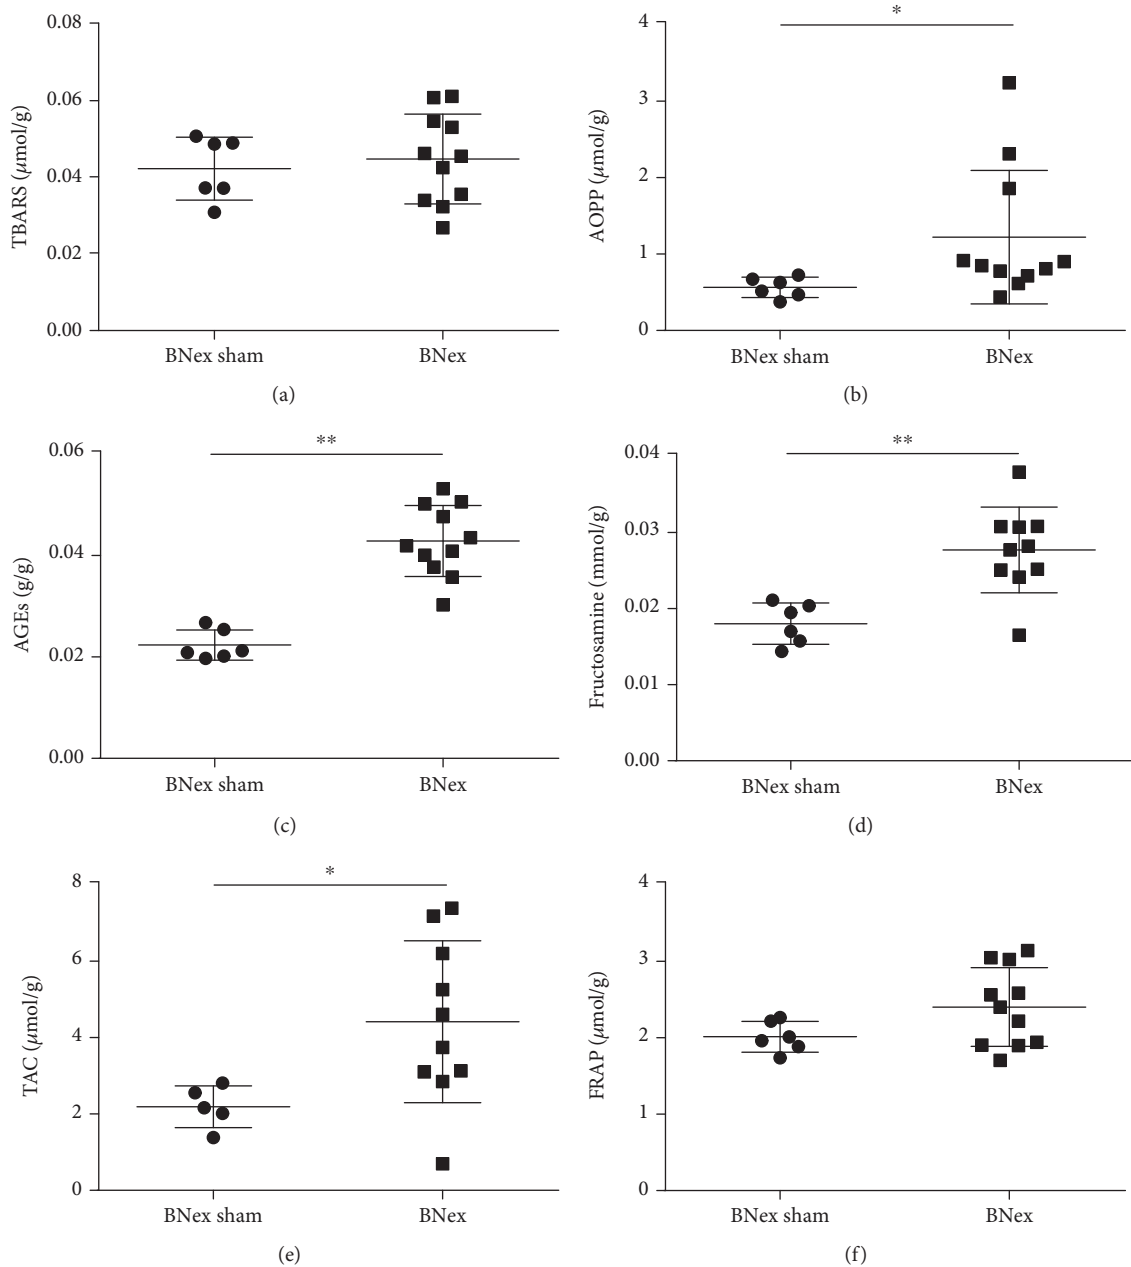 0.08
0.06
0.04
0.02
0.00
TBARS (µmol/g)
BNex sham BNex
(a)
*
4
3
2
1
0
AOPP (µmol/g)
BNex sham BNex
(b)
**
0.06
0.04
0.02
0.00
AGEs (g/g)
BNex sham BNex
(c)
**
0.04
0.03
0.02
0.01
0.00
Fructosamine (mmol/g)
BNex sham BNex
(d)
*
8
6
4
2
0
TAC (µmol/g)
BNex sham BNex
(e)
4
3
2
1
0
FRAP (µmol/g)
BNex sham BNex
(f)